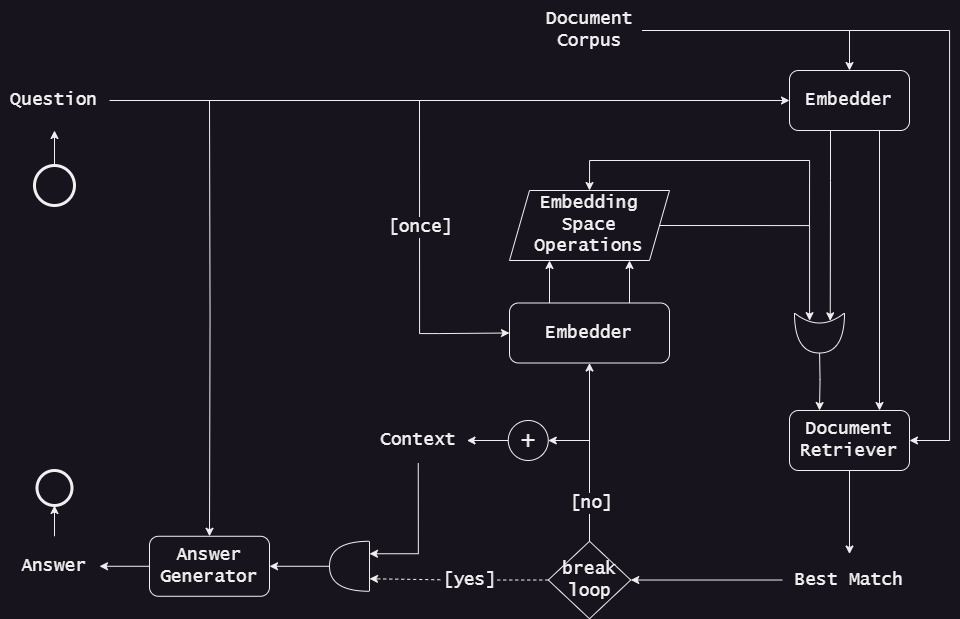 Document
Corpus
Question
Embedder
[once]
Embedding
Space
Operations
Embedder
Document
Retriever
Context
+
[no]
Answer
Answer
Generator
[yes]
break
loop
Best Match